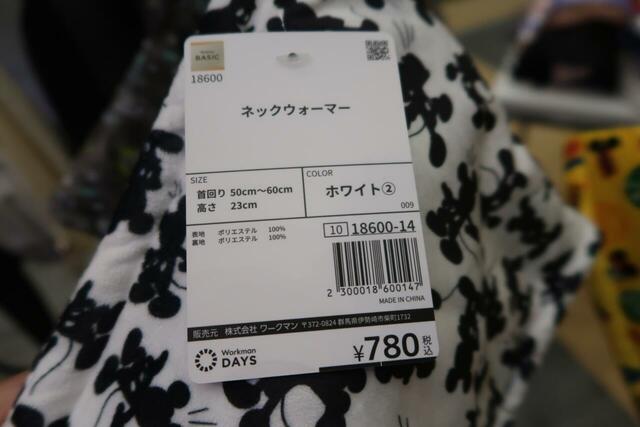 BASIC
18600
ネックウォーマー
SIZE
首回り 50cm〜60cm
高さ 23cm
COLOR
ホワイト②
009
表地 ポリエステル 100%
裏地 ポリエステル 100%
10 18600-14
2 300018 600147
MADE IN CHINA
販売元 株式会社 ワークマン 〒372-0824 群馬県伊勢崎市柴町1732
Workman
DAYS
¥780税込